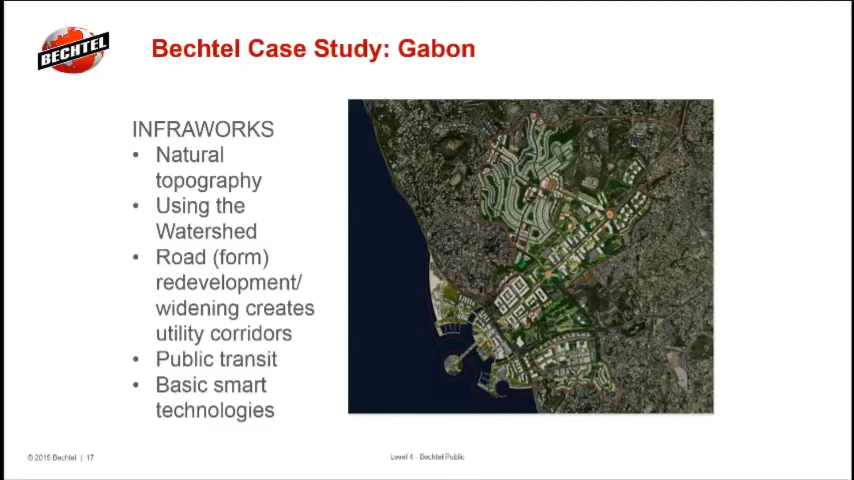 BECHTEL
Bechtel Case Study: Gabon
INFRAWORKS
• Natural
topography
• Using the
Watershed
• Road (form)
redevelopment/
widening creates
utility corridors
• Public transit
• Basic smart
technologies
© 2015 Bechtel | 17
Level 4 - Bechtel Public